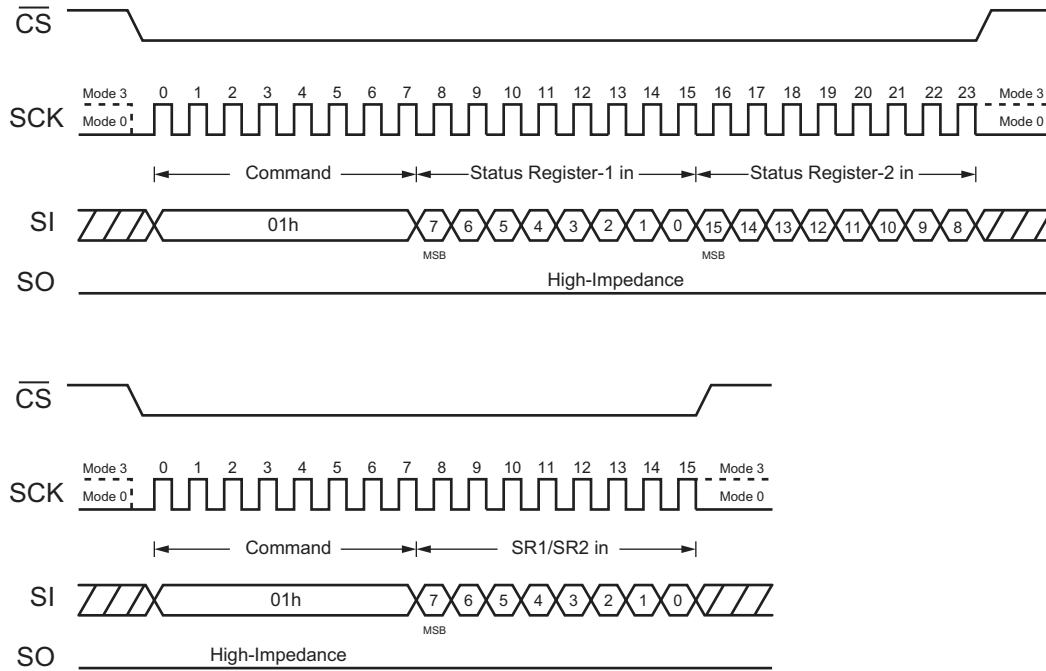 CS
0 1 2 3 4 5 6 7 8 9 10 11 12 13 14 15 16 17 18 19 20 21 22 23
Mode 3 Mode 3
SCK
Mode 0 Mode 0
Command Status Register-1 in Status Register-2 in
SI 01h 7 6 5 4 3 2 1 0 15 14 13 12 11 10 9 8
MSB MSB
SO High-Impedance
CS
0 1 2 3 4 5 6 7 8 9 10 11 12 13 14 15
Mode 3 Mode 3
SCK
Mode 0 Mode 0
Command SR1/SR2 in
SI 01h 7 6 5 4 3 2 1 0
MSB
SO High-Impedance